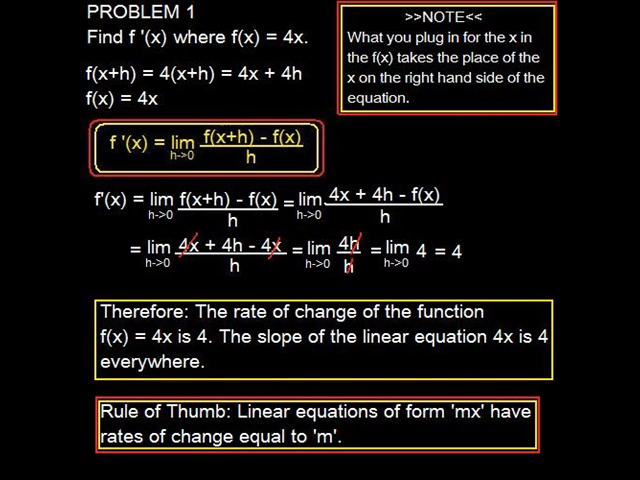 PROBLEM 1
Find f '(x) where f(x) = 4x.
f(x+h) = 4(x+h) = 4x + 4h
f(x) = 4x
>>NOTE<<
What you plug in for the x in
the f(x) takes the place of the
x on the right hand side of the
equation.
f '(x) = lim h->0 f(x+h) - f(x) / h
f'(x) = lim h->0 f(x+h) - f(x) / h = lim h->0 4x + 4h - f(x) / h
= lim h->0 4x + 4h - 4x / h = lim h->0 4h / h = lim h->0 4 = 4
Therefore: The rate of change of the function
f(x) = 4x is 4. The slope of the linear equation 4x is 4
everywhere.
Rule of Thumb: Linear equations of form 'mx' have
rates of change equal to 'm'.